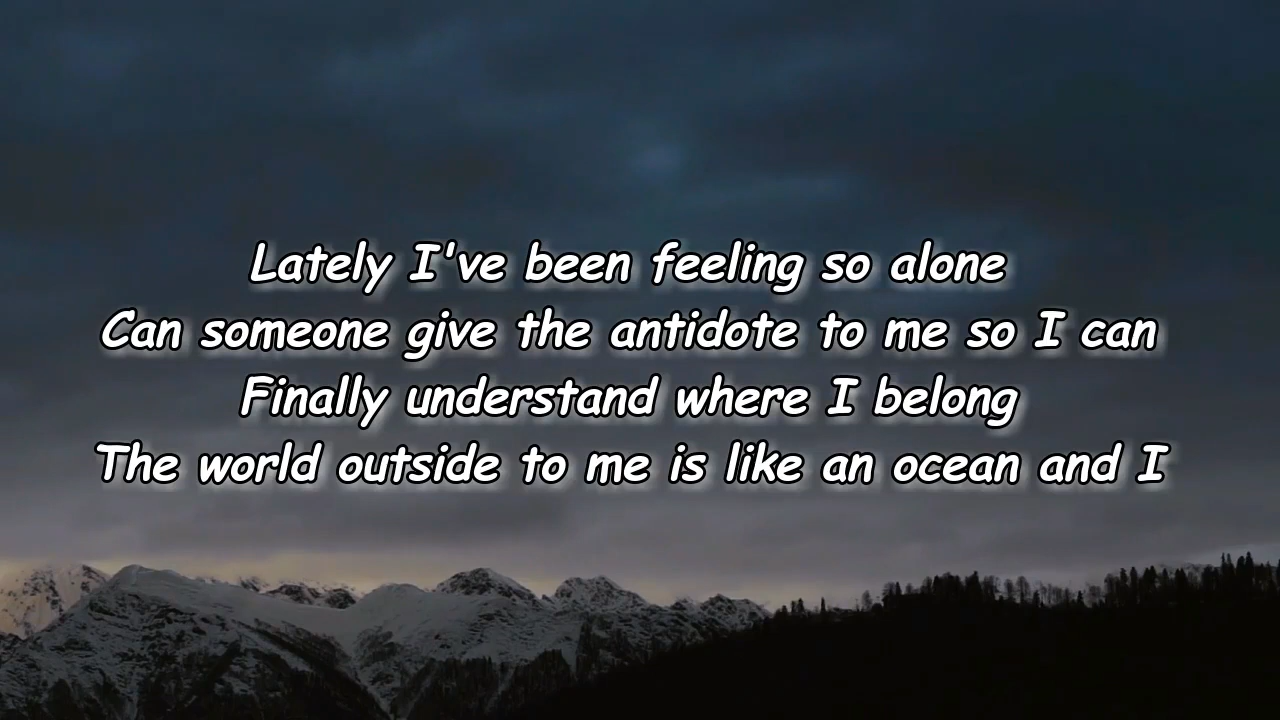 Lately I've been feeling so alone
Can someone give the antidote to me so I can
Finally understand where I belong
The world outside to me is like an ocean and I